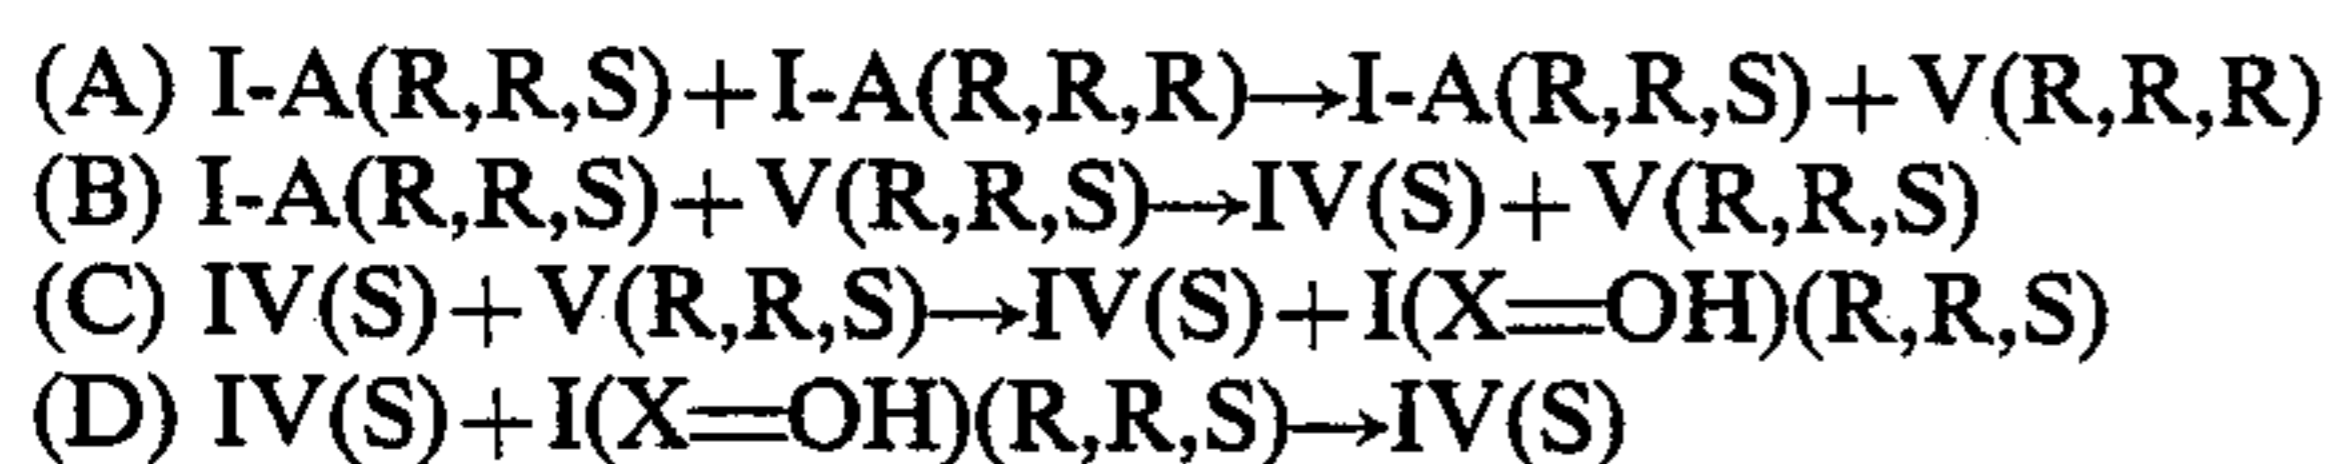 (A) I-A(R,R,S)+I-A(R,R,R)→I-A(R,R,S)+V(R,R,R)
(B) I-A(R,R,S)+V(R,R,S)→IV(S)+V(R,R,S)
(C) IV(S)+V(R,R,S)→IV(S)+I(X=OH)(R,R,S)
(D) IV(S)+I(X=OH)(R,R,S)→IV(S)